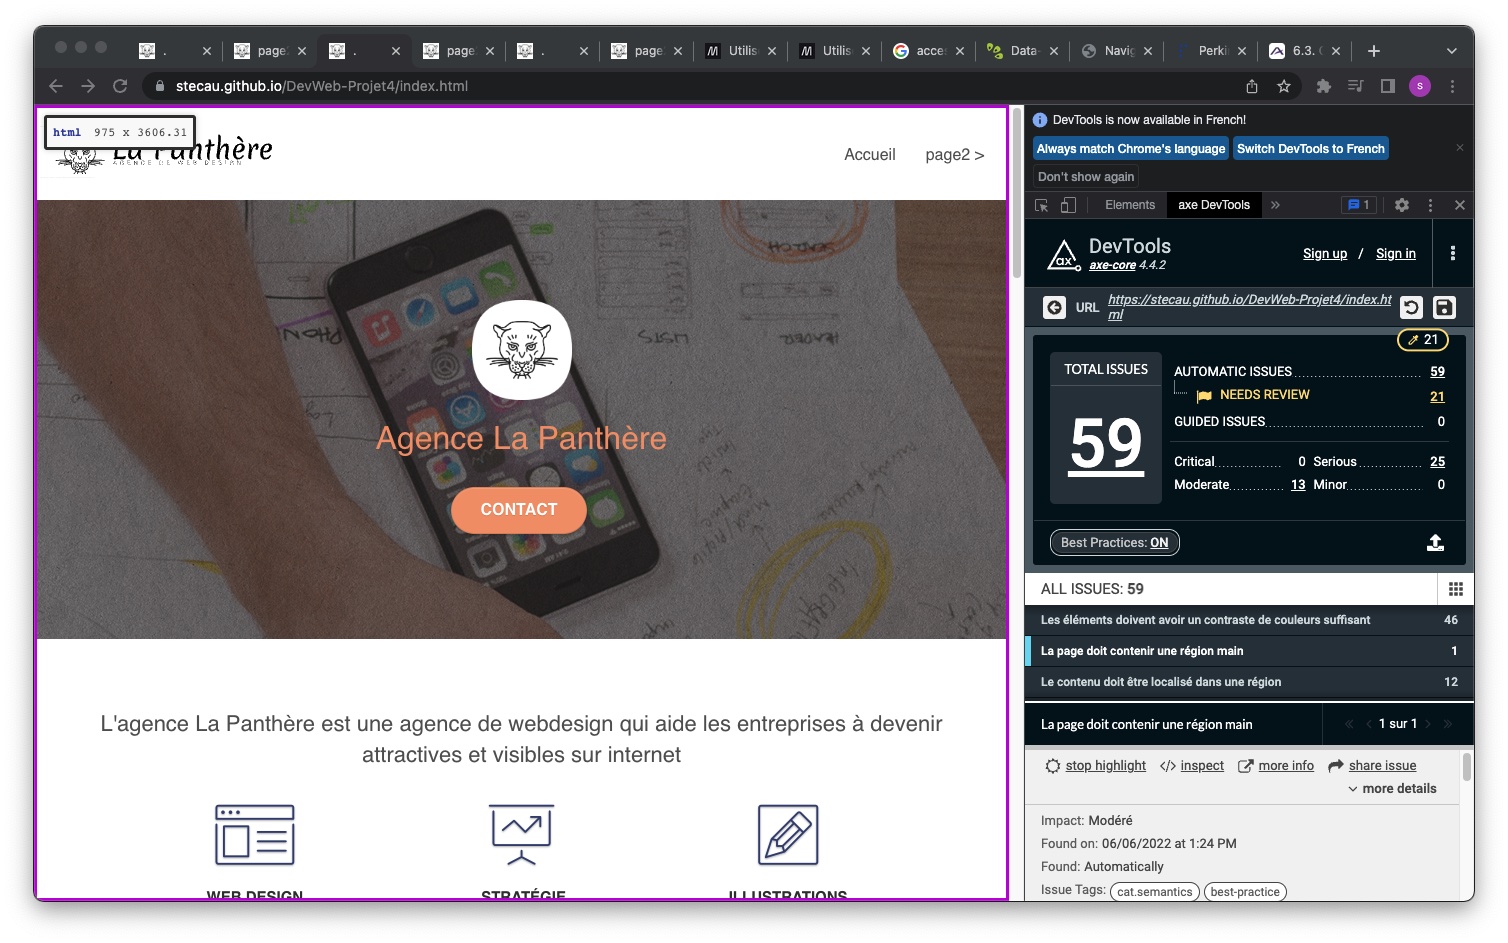 .
page2
.
page
.
page
Utilis
Utilis
acces
Data-
Navig
Perki
6.3.
stecau.github.io/DevWeb-Projet4/index.html
S
html 975 x 3606.31
La Panthère
AGENCE DE WEB DESIGN
Accueil
page2 >
Agence La Panthère
CONTACT
L'agence La Panthère est une agence de webdesign qui aide les entreprises à devenir
attractives et visibles sur internet
WEB DESIGN
STRATÉGIE
ILLUSTRATIONS
DevTools is now available in French!
Always match Chrome's language
Switch DevTools to French
Don't show again
Elements
axe DevTools
1
ax
DevTools
axe-core 4.4.2
Sign up / Sign in
URL
https://stecau.github.io/DevWeb-Projet4/index.ht
ml
21
TOTAL ISSUES
59
AUTOMATIC ISSUES 59
NEEDS REVIEW 21
GUIDED ISSUES 0
Critical 0 Serious 25
Moderate 13 Minor 0
Best Practices: ON
ALL ISSUES: 59
Les éléments doivent avoir un contraste de couleurs suffisant 46
La page doit contenir une région main 1
Le contenu doit être localisé dans une région 12
La page doit contenir une région main
1 sur 1
stop highlight
</> inspect
more info
share issue
more details
Impact: Modéré
Found on: 06/06/2022 at 1:24 PM
Found: Automatically
Issue Tags: cat.semantics best-practice